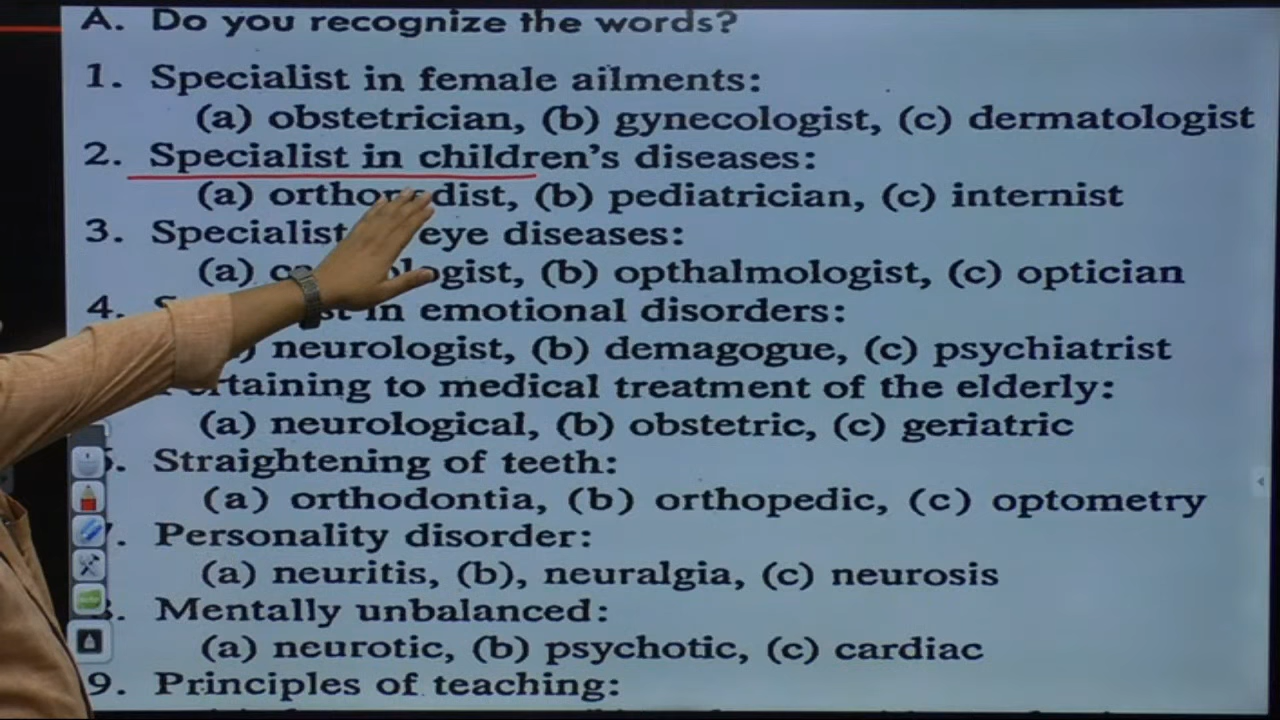 A. Do you recognize the words?
1. Specialist in female ailments:
(a) obstetrician, (b) gynecologist, (c) dermatologist
2. Specialist in children's diseases:
(a) orthopedist, (b) pediatrician, (c) internist
3. Specialist eye diseases:
(a) (b) opthalmologist, (c) optician
4. in emotional disorders:
neurologist, (b) demagogue, (c) psychiatrist
to medical treatment of the elderly:
(a) neurological, (b) obstetric, (c) geriatric
Straightening of teeth:
(a) orthodontia, (b) orthopedic, (c) optometry
7. Personality disorder:
(a) neuritis, (b), neuralgia, (c) neurosis
Mentally unbalanced:
(a) neurotic, (b) psychotic, (c) cardiac
9. Principles of teaching: